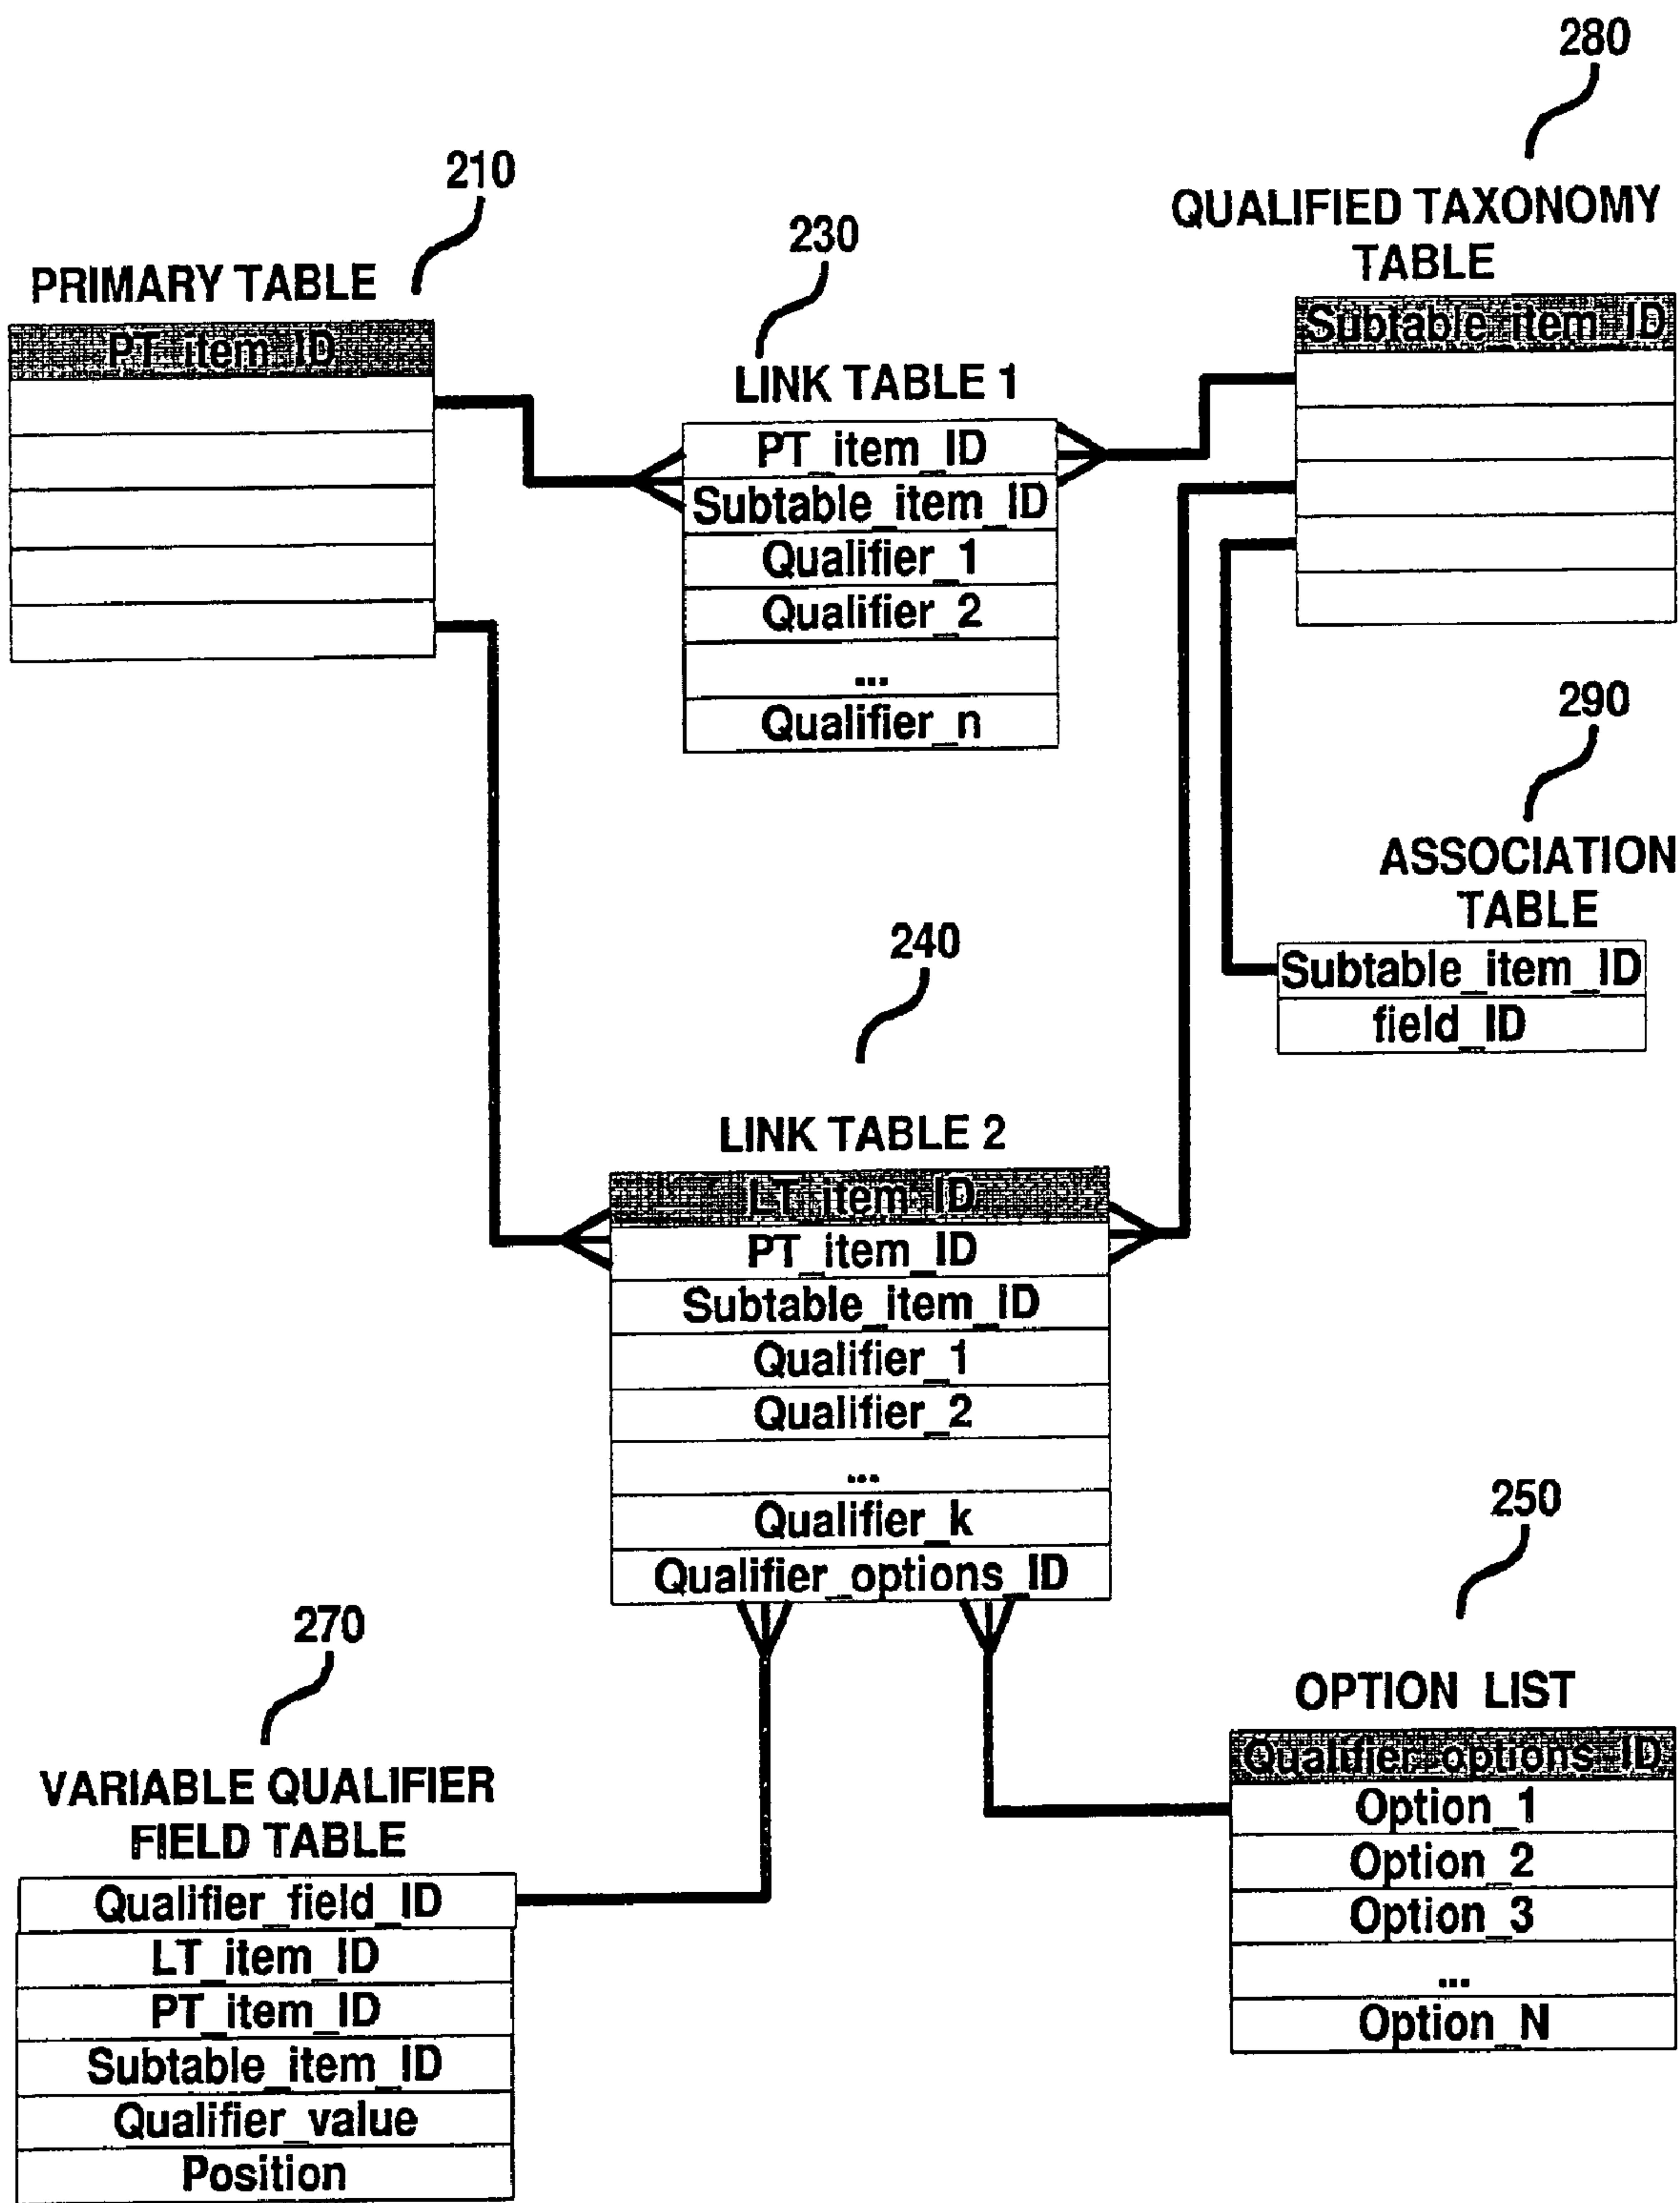 280
QUALIFIED TAXONOMY
TABLE
Subtable_item_ID
210
PRIMARY TABLE
PT_item_ID
230
LINK TABLE 1
PT_item_ID
Subtable_item_ID
Qualifier_1
Qualifier_2
...
Qualifier_n
290
ASSOCIATION
TABLE
Subtable_item_ID
field_ID
240
LINK TABLE 2
LT_item_ID
PT_item_ID
Subtable_item_ID
Qualifier_1
Qualifier_2
...
Qualifier_k
Qualifier_options_ID
270
VARIABLE QUALIFIER
FIELD TABLE
Qualifier_field_ID
LT_item_ID
PT_item_ID
Subtable_item_ID
Qualifier_value
Position
250
OPTION LIST
Qualifier_options_ID
Option_1
Option_2
Option_3
...
Option_N